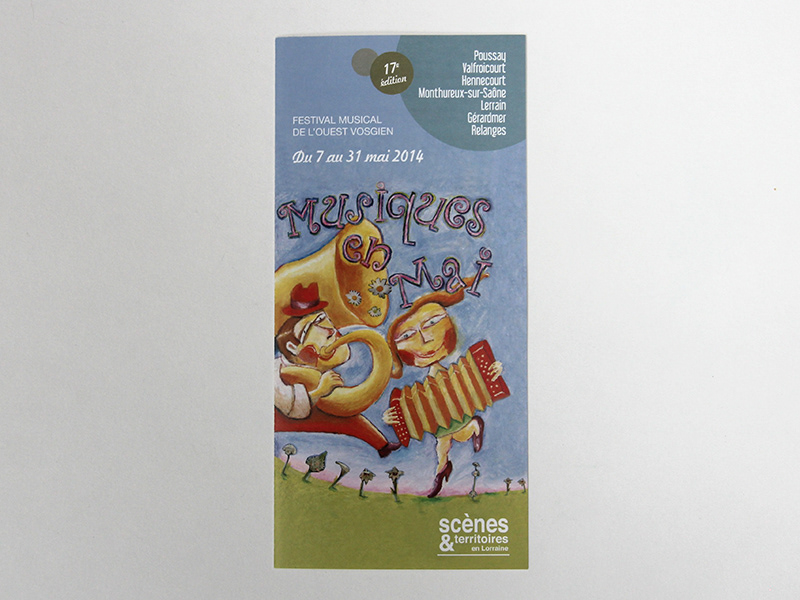 17e
édition
Poussay
Valfroicourt
Hennecourt
Monthureux-sur-Saône
Lerrain
Gérardmer
Relanges
FESTIVAL MUSICAL
DE L'OUEST VOSGIEN
Du 7 au 31 mai 2014
Musiques
en
Mai
scènes
& territoires
en Lorraine